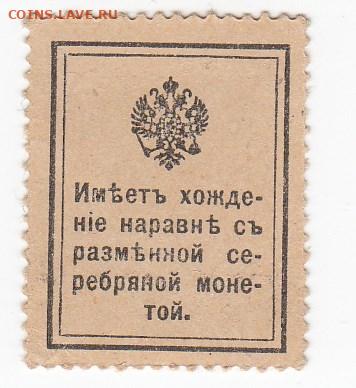 COINS.LAVE.RU
Имѣетъ хожде-
ніе наравнѣ съ
размѣнной се-
ребряной моне-
той.